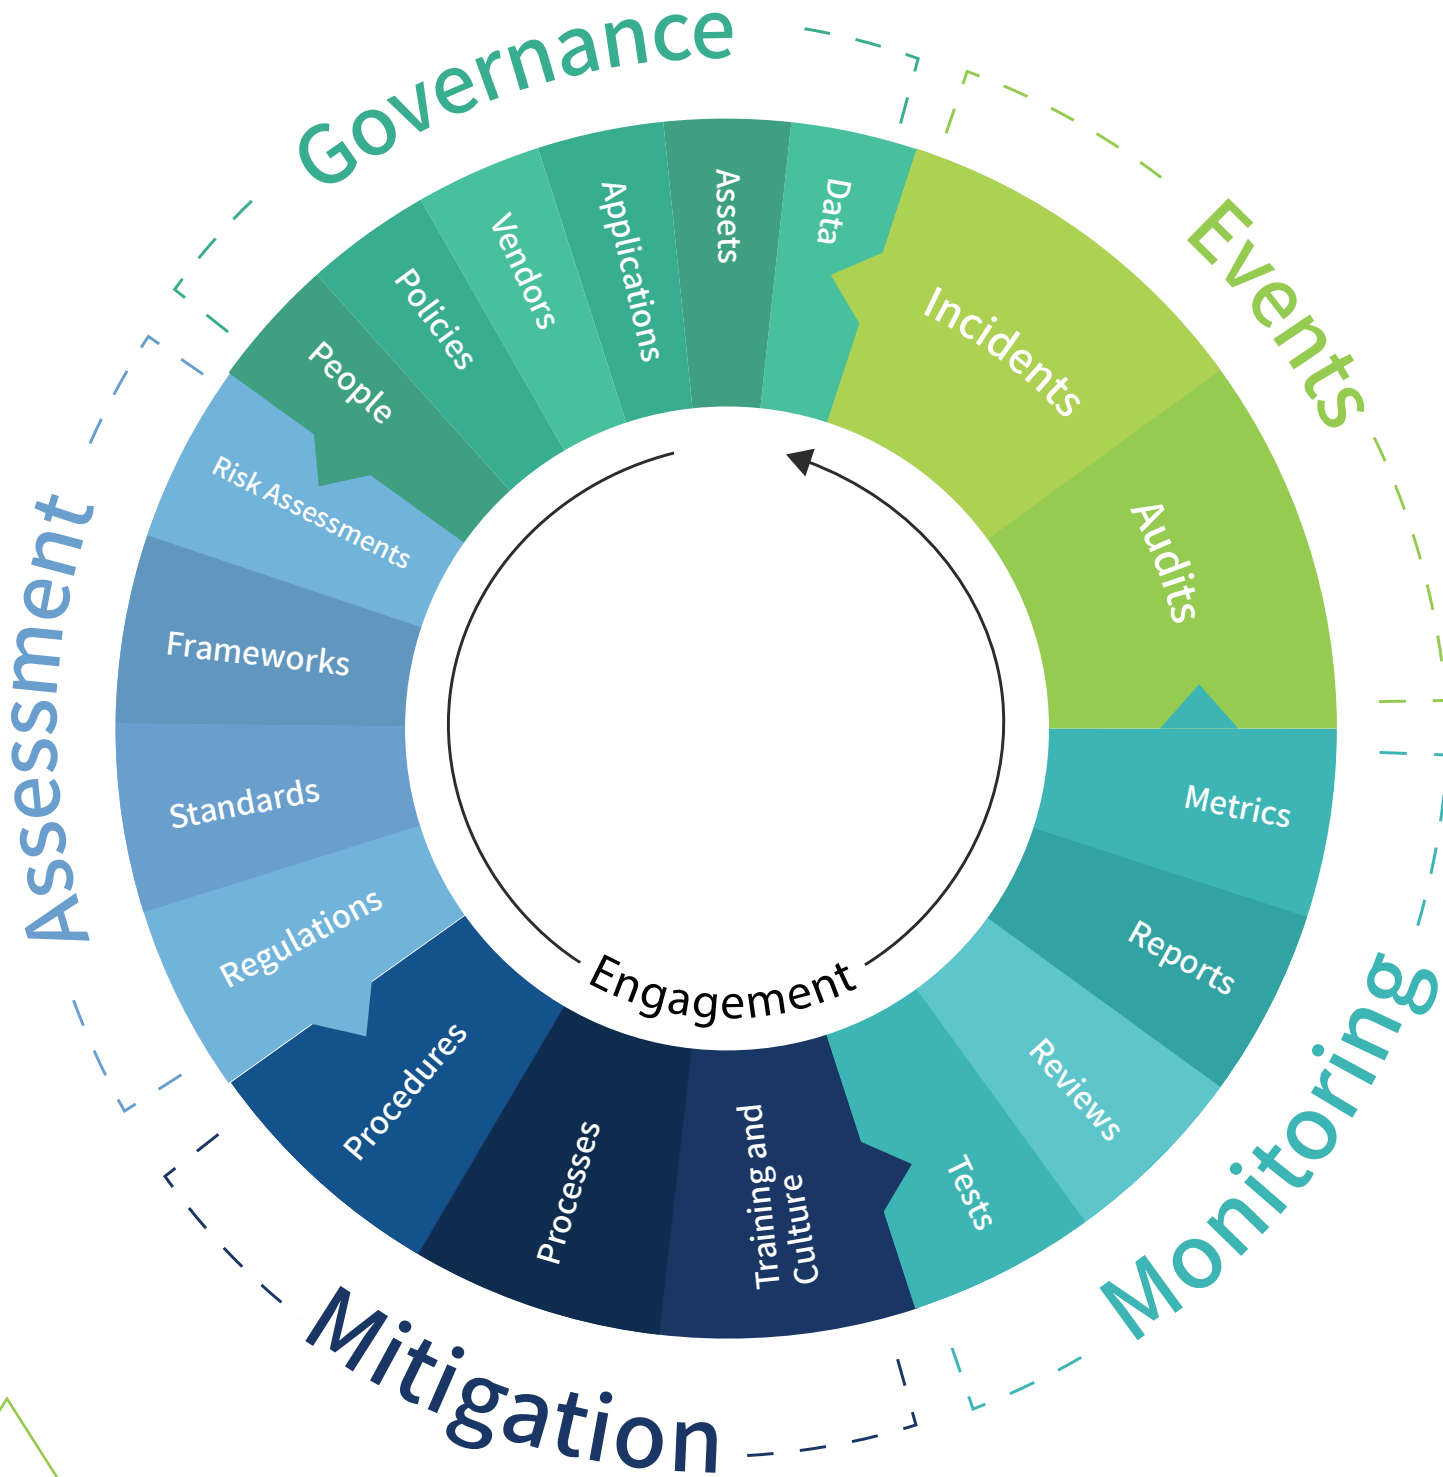 Governance
People
Policies
Vendors
Applications
Assets
Data
Events
Incidents
Audits
Monitoring
Metrics
Reports
Reviews
Tests
Mitigation
Training and
Culture
Processes
Procedures
Assessment
Regulations
Standards
Frameworks
Risk Assessments
Engagement